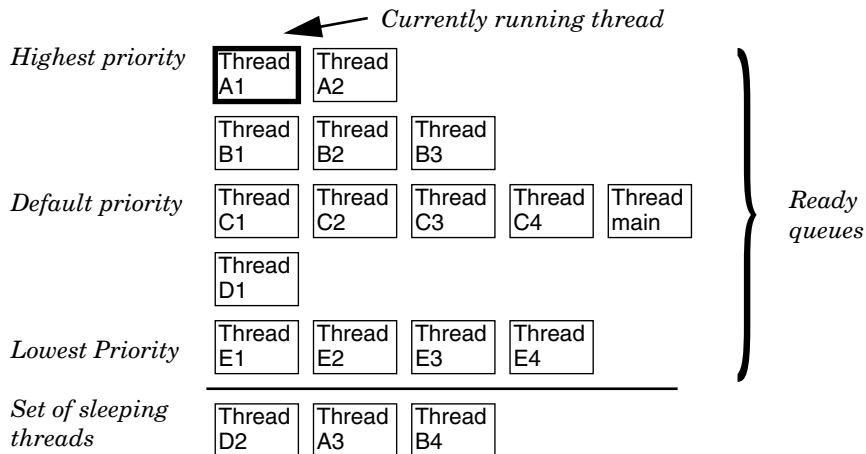 Currently running thread
Highest priority
Thread A1
Thread A2
Thread B1
Thread B2
Thread B3
Default priority
Thread C1
Thread C2
Thread C3
Thread C4
Thread main
Ready queues
Thread D1
Lowest Priority
Thread E1
Thread E2
Thread E3
Thread E4
Set of sleeping threads
Thread D2
Thread A3
Thread B4